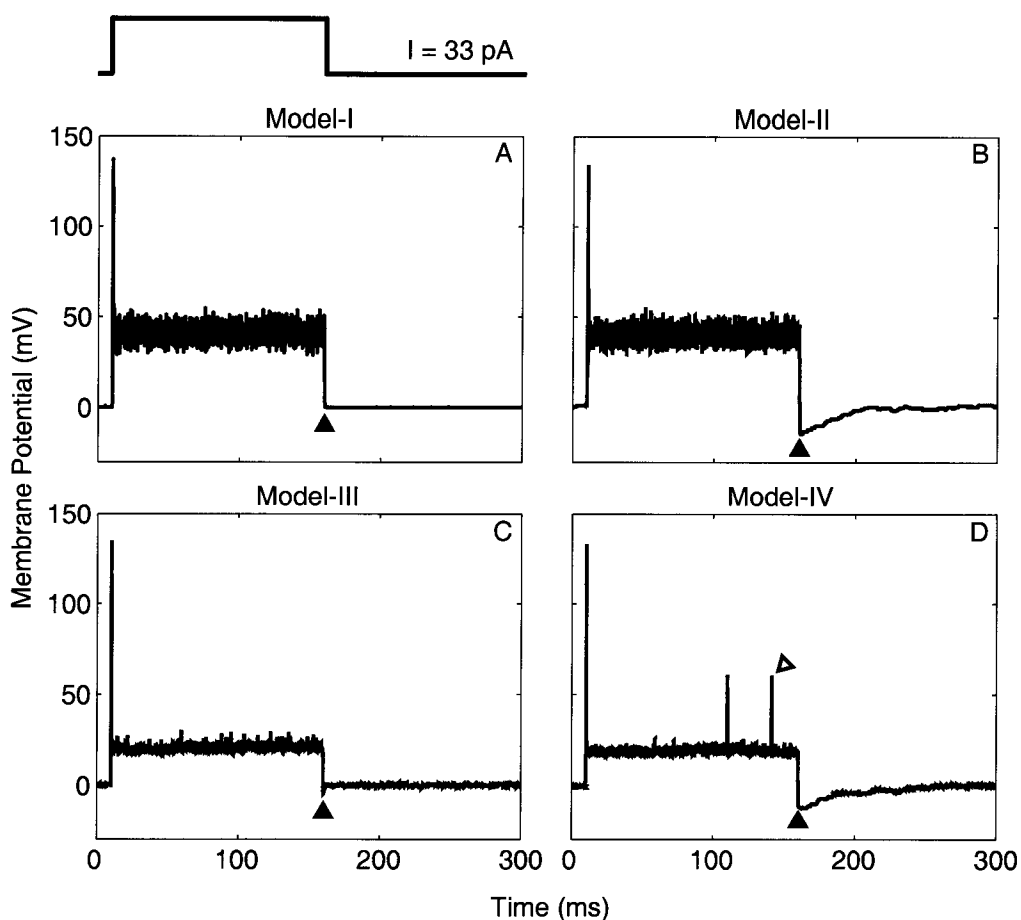 I = 33 pA
Model-I
Model-II
A
B
150
100
50
0
Model-III
Model-IV
C
D
150
100
50
0
0
100
200
300
0
100
200
300
Membrane Potential (mV)
Time (ms)